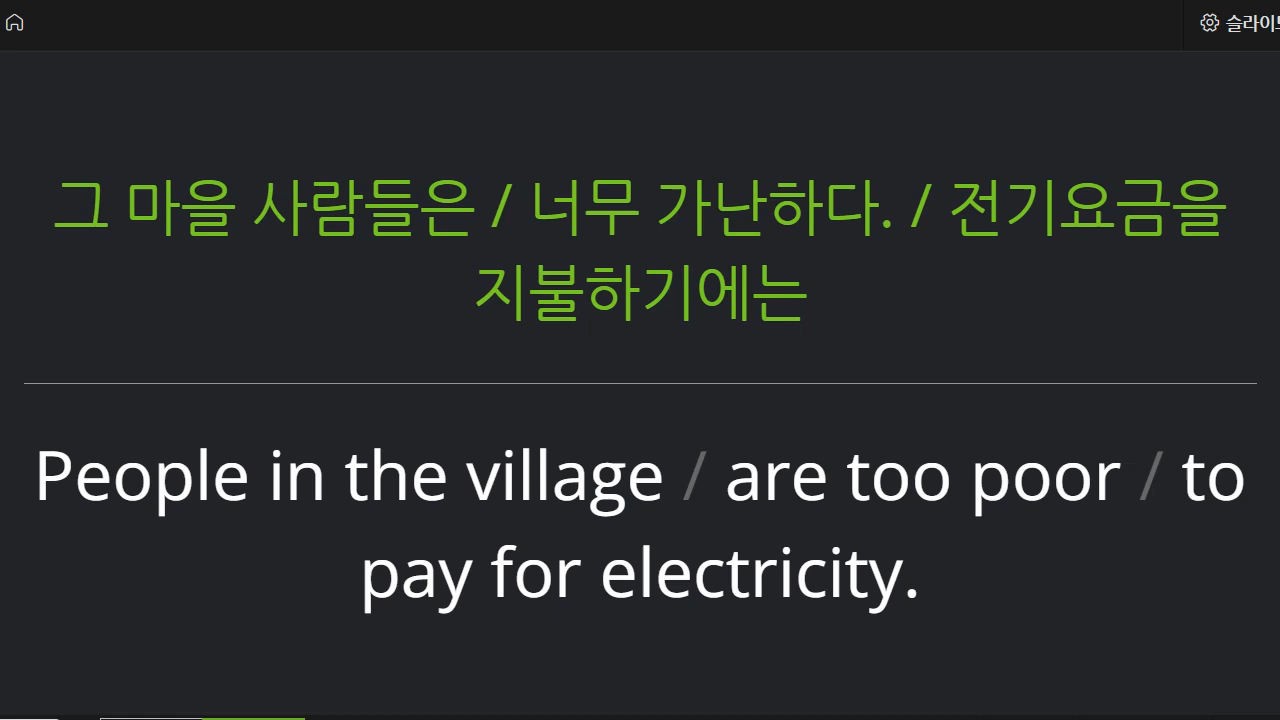 슬라이드
그 마을 사람들은 / 너무 가난하다. / 전기요금을
지불하기에는
People in the village / are too poor / to
pay for electricity.